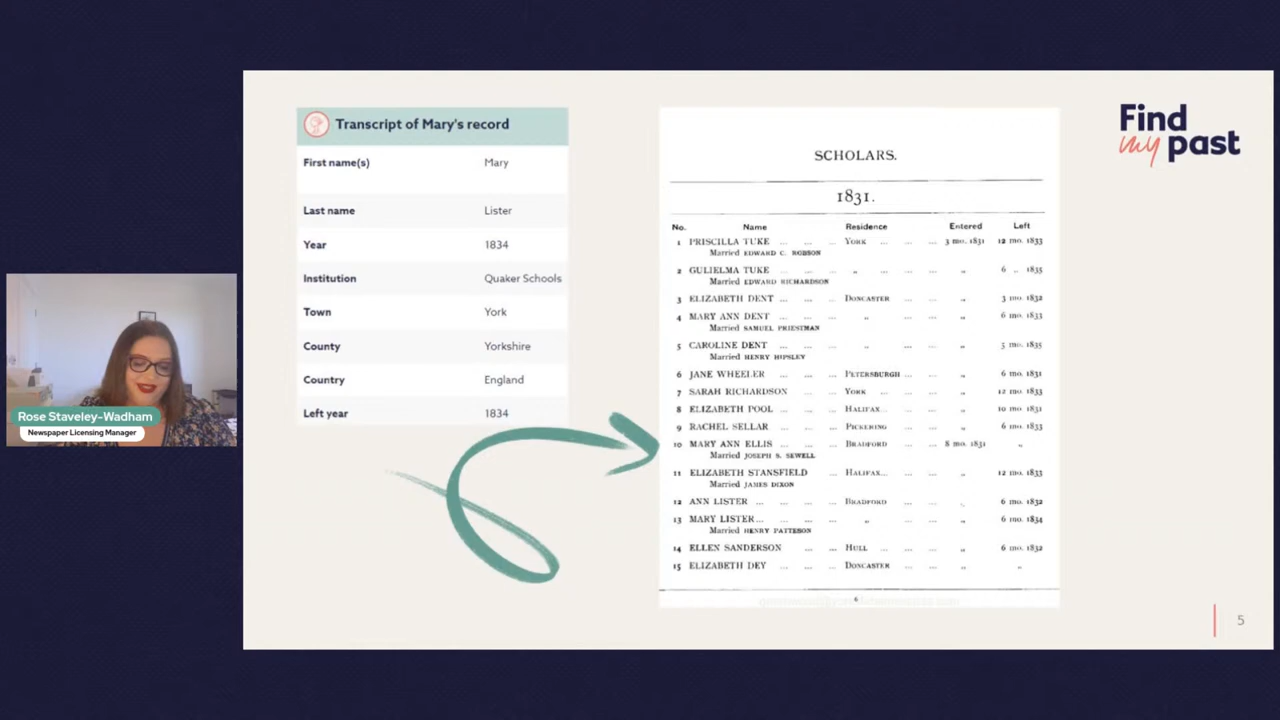 Transcript of Mary's record
First name(s) Mary
Last name Lister
Year 1834
Institution Quaker Schools
Town York
County Yorkshire
Country England
Left year 1834
SCHOLARS.
1831.
No. Name Residence Entered Left
1 PRISCILLA TUKE ... ... ... YORK ... ... ... 3 mo. 1831 12 mo. 1833
Married EDWARD C. ROBSON
2 GULIELMA TUKE ... ... ... „ ... ... ... „ 6 „ 1835
Married EDWARD RICHARDSON
3 ELIZABETH DENT ... ... ... DONCASTER ... ... „ 3 mo. 1832
4 MARY ANN DENT ... ... ... „ ... ... „ 6 mo. 1833
Married SAMUEL PRIESTMAN
5 CAROLINE DENT ... ... ... „ ... ... „ 5 mo. 1835
Married HENRY HIPSLEY
6 JANE WHEELER ... ... ... PETERSBURGH ... ... „ 6 mo. 1831
7 SARAH RICHARDSON ... ... YORK ... ... ... „ 12 mo. 1833
8 ELIZABETH POOL ... ... ... HALIFAX... ... ... „ 10 mo. 1831
9 RACHEL SELLAR ... ... ... PICKERING ... ... „ 6 mo. 1833
10 MARY ANN ELLIS ... ... ... BRADFORD ... ... 8 mo. 1831 „
Married JOSEPH S. SEWELL
11 ELIZABETH STANSFIELD ... HALIFAX... ... ... „ 12 mo. 1833
Married JAMES DIXON
12 ANN LISTER ... ... ... ... BRADFORD ... ... „ 6 mo. 1832
13 MARY LISTER... ... ... ... „ ... ... „ 6 mo. 1834
Married HENRY PATTESON
14 ELLEN SANDERSON ... ... HULL ... ... ... „ 6 mo. 1832
15 ELIZABETH DEY ... ... ... DONCASTER ... ... „ „
6
Find
my past
Rose Staveley-Wadham
Newspaper Licensing Manager
5